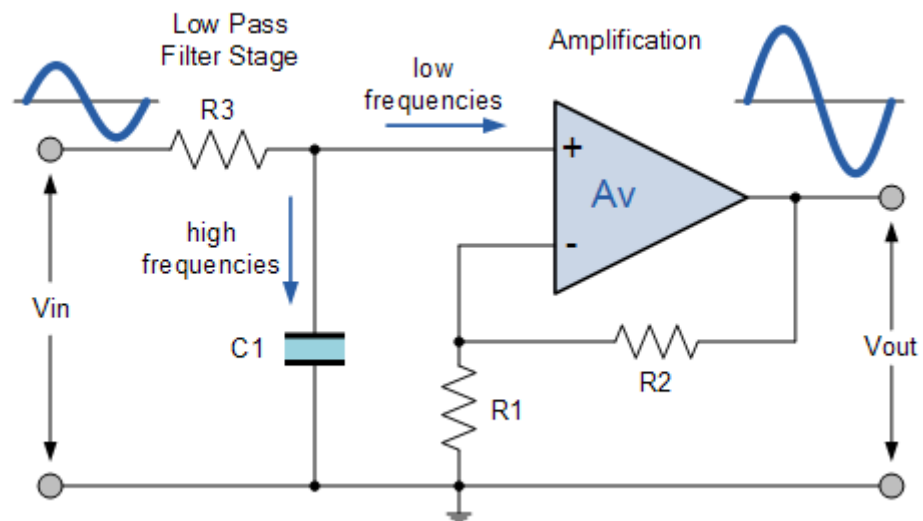 Low Pass
Filter Stage
Amplification
low
frequencies
R3
+
Av
-
high
frequencies
Vin
C1
R2
R1
Vout